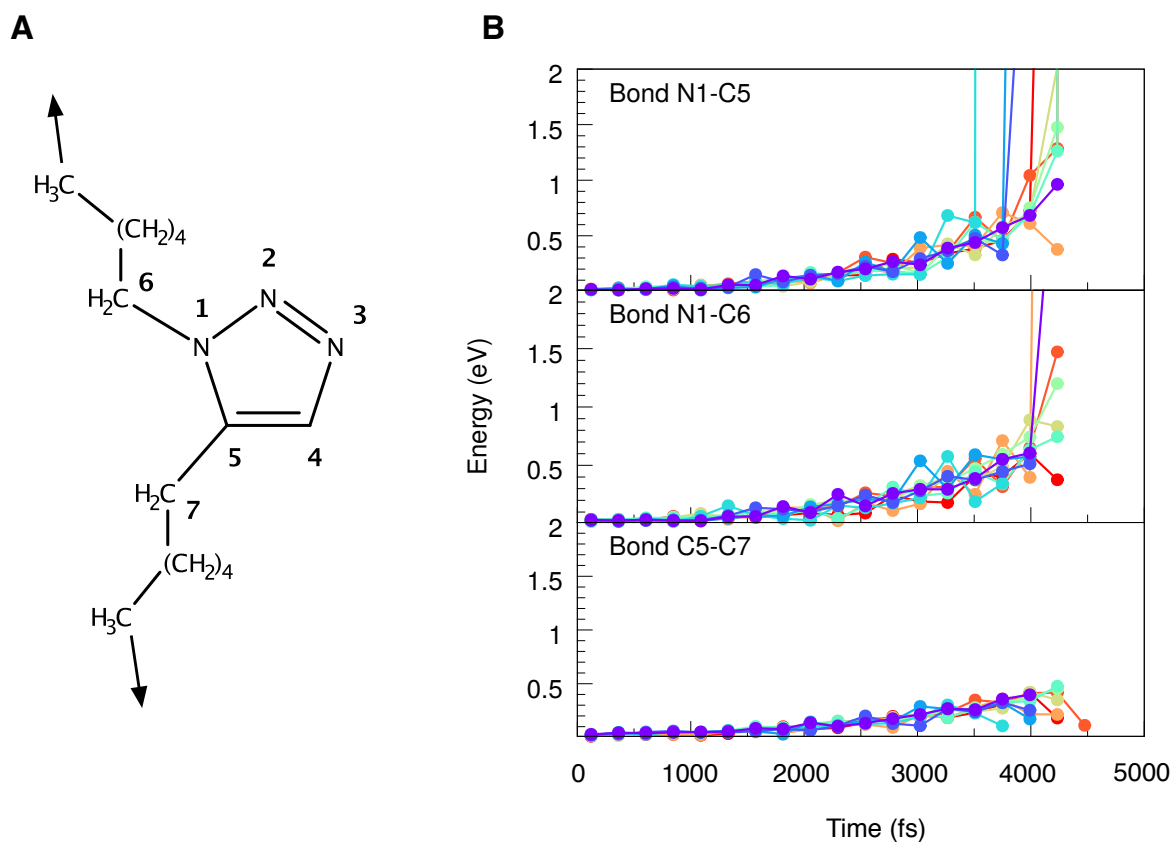 A
H3C
(CH2)4
6
H2C
1
2
N
N
N
3
5
4
H2C
7
(CH2)4
H3C
B
Bond N1-C5
2
1.5
1
0.5
Bond N1-C6
2
1.5
1
0.5
Bond C5-C7
2
1.5
1
0.5
Energy (eV)
0 1000 2000 3000 4000 5000
Time (fs)